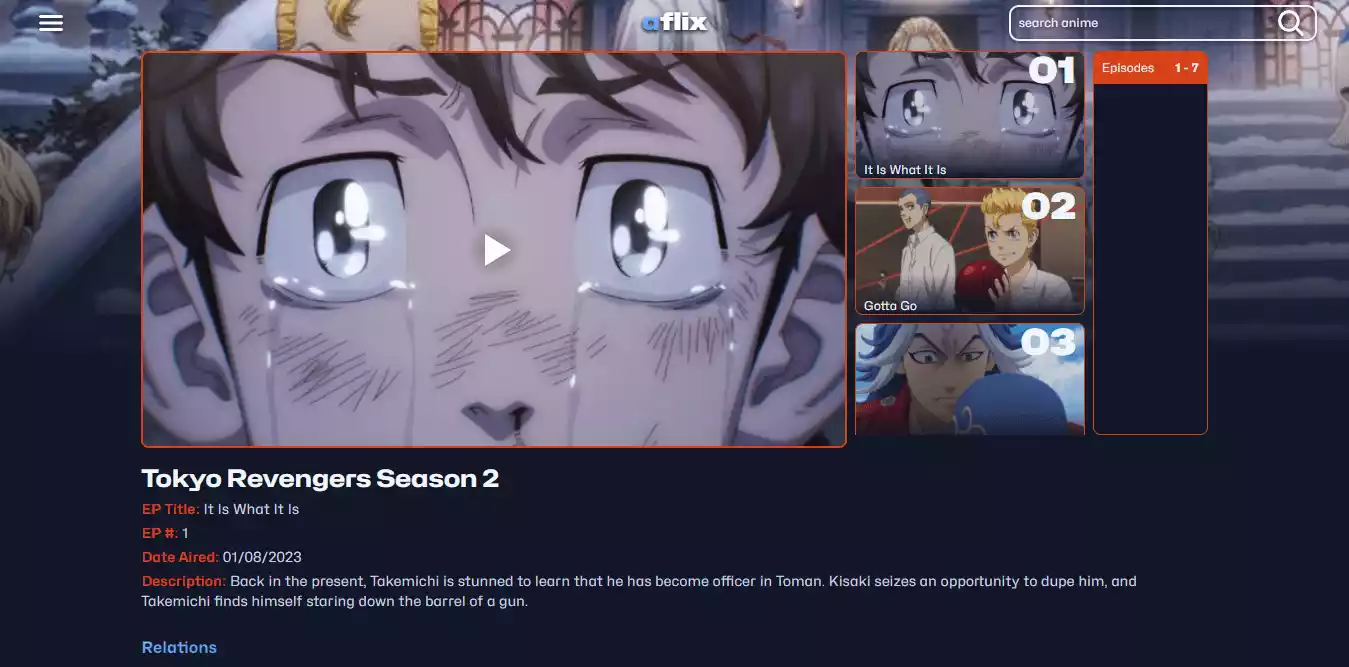 aflix
search anime
01
It Is What It Is
02
Gotta Go
03
Episodes 1 - 7
Tokyo Revengers Season 2
EP Title: It Is What It Is
EP #: 1
Date Aired: 01/08/2023
Description: Back in the present, Takemichi is stunned to learn that he has become officer in Toman. Kisaki seizes an opportunity to dupe him, and
Takemichi finds himself staring down the barrel of a gun.
Relations